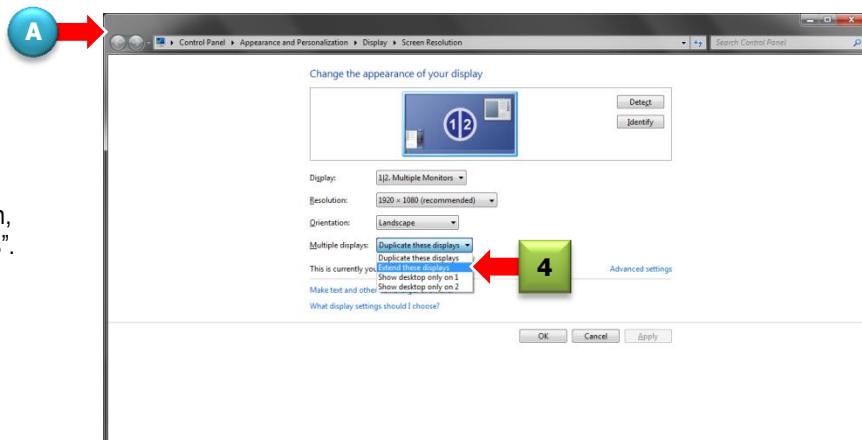 A
Control Panel ▸ Appearance and Personalization ▸ Display ▸ Screen Resolution
Search Control Panel
Change the appearance of your display
1|2
Detect
Identify
Display: 1|2. Multiple Monitors
Resolution: 1920 × 1080 (recommended)
n,
Orientation: Landscape
”.
Multiple displays: Duplicate these displays
Duplicate these displays
This is currently you
Extend these displays
4
Advanced settings
Show desktop only on 1
Make text and othe
Show desktop only on 2
What display settings should I choose?
OK Cancel Apply